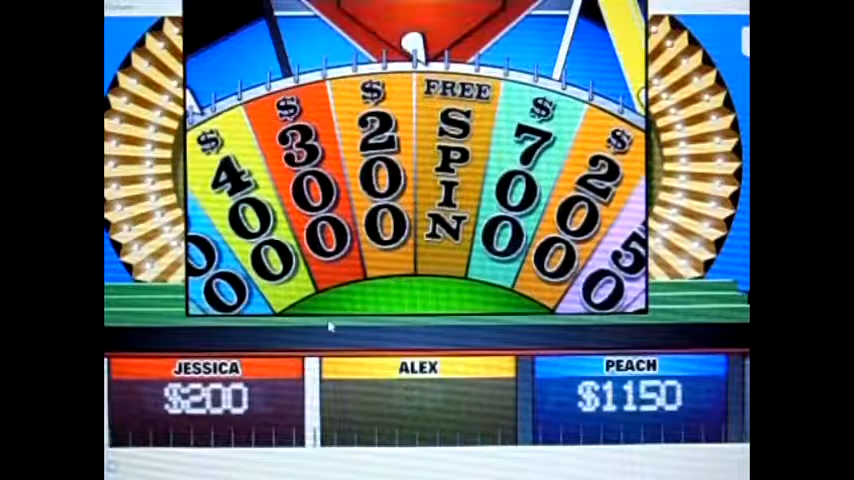 $400
$300
$200
FREE SPIN
$700
$200
JESSICA
ALEX
PEACH
$200
$1150